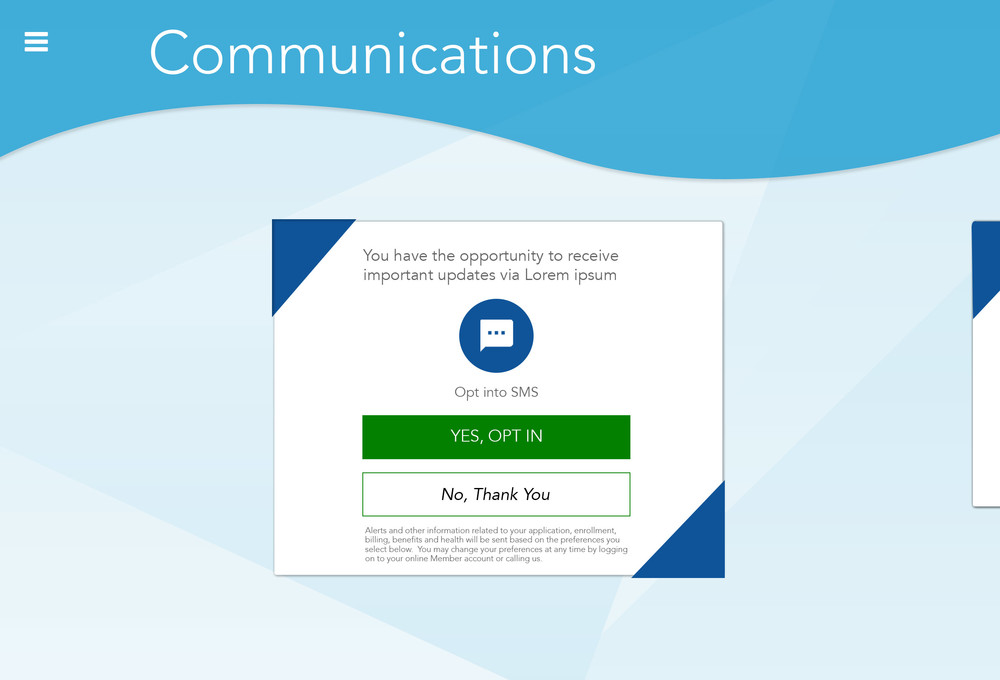 Communications
You have the opportunity to receive
important updates via Lorem ipsum
Opt into SMS
YES, OPT IN
No, Thank You
Alerts and other information related to your application, enrollment,
billing, benefits and health will be sent based on the preferences you
select below. You may change your preferences at any time by logging
on to your online Member account or calling us.